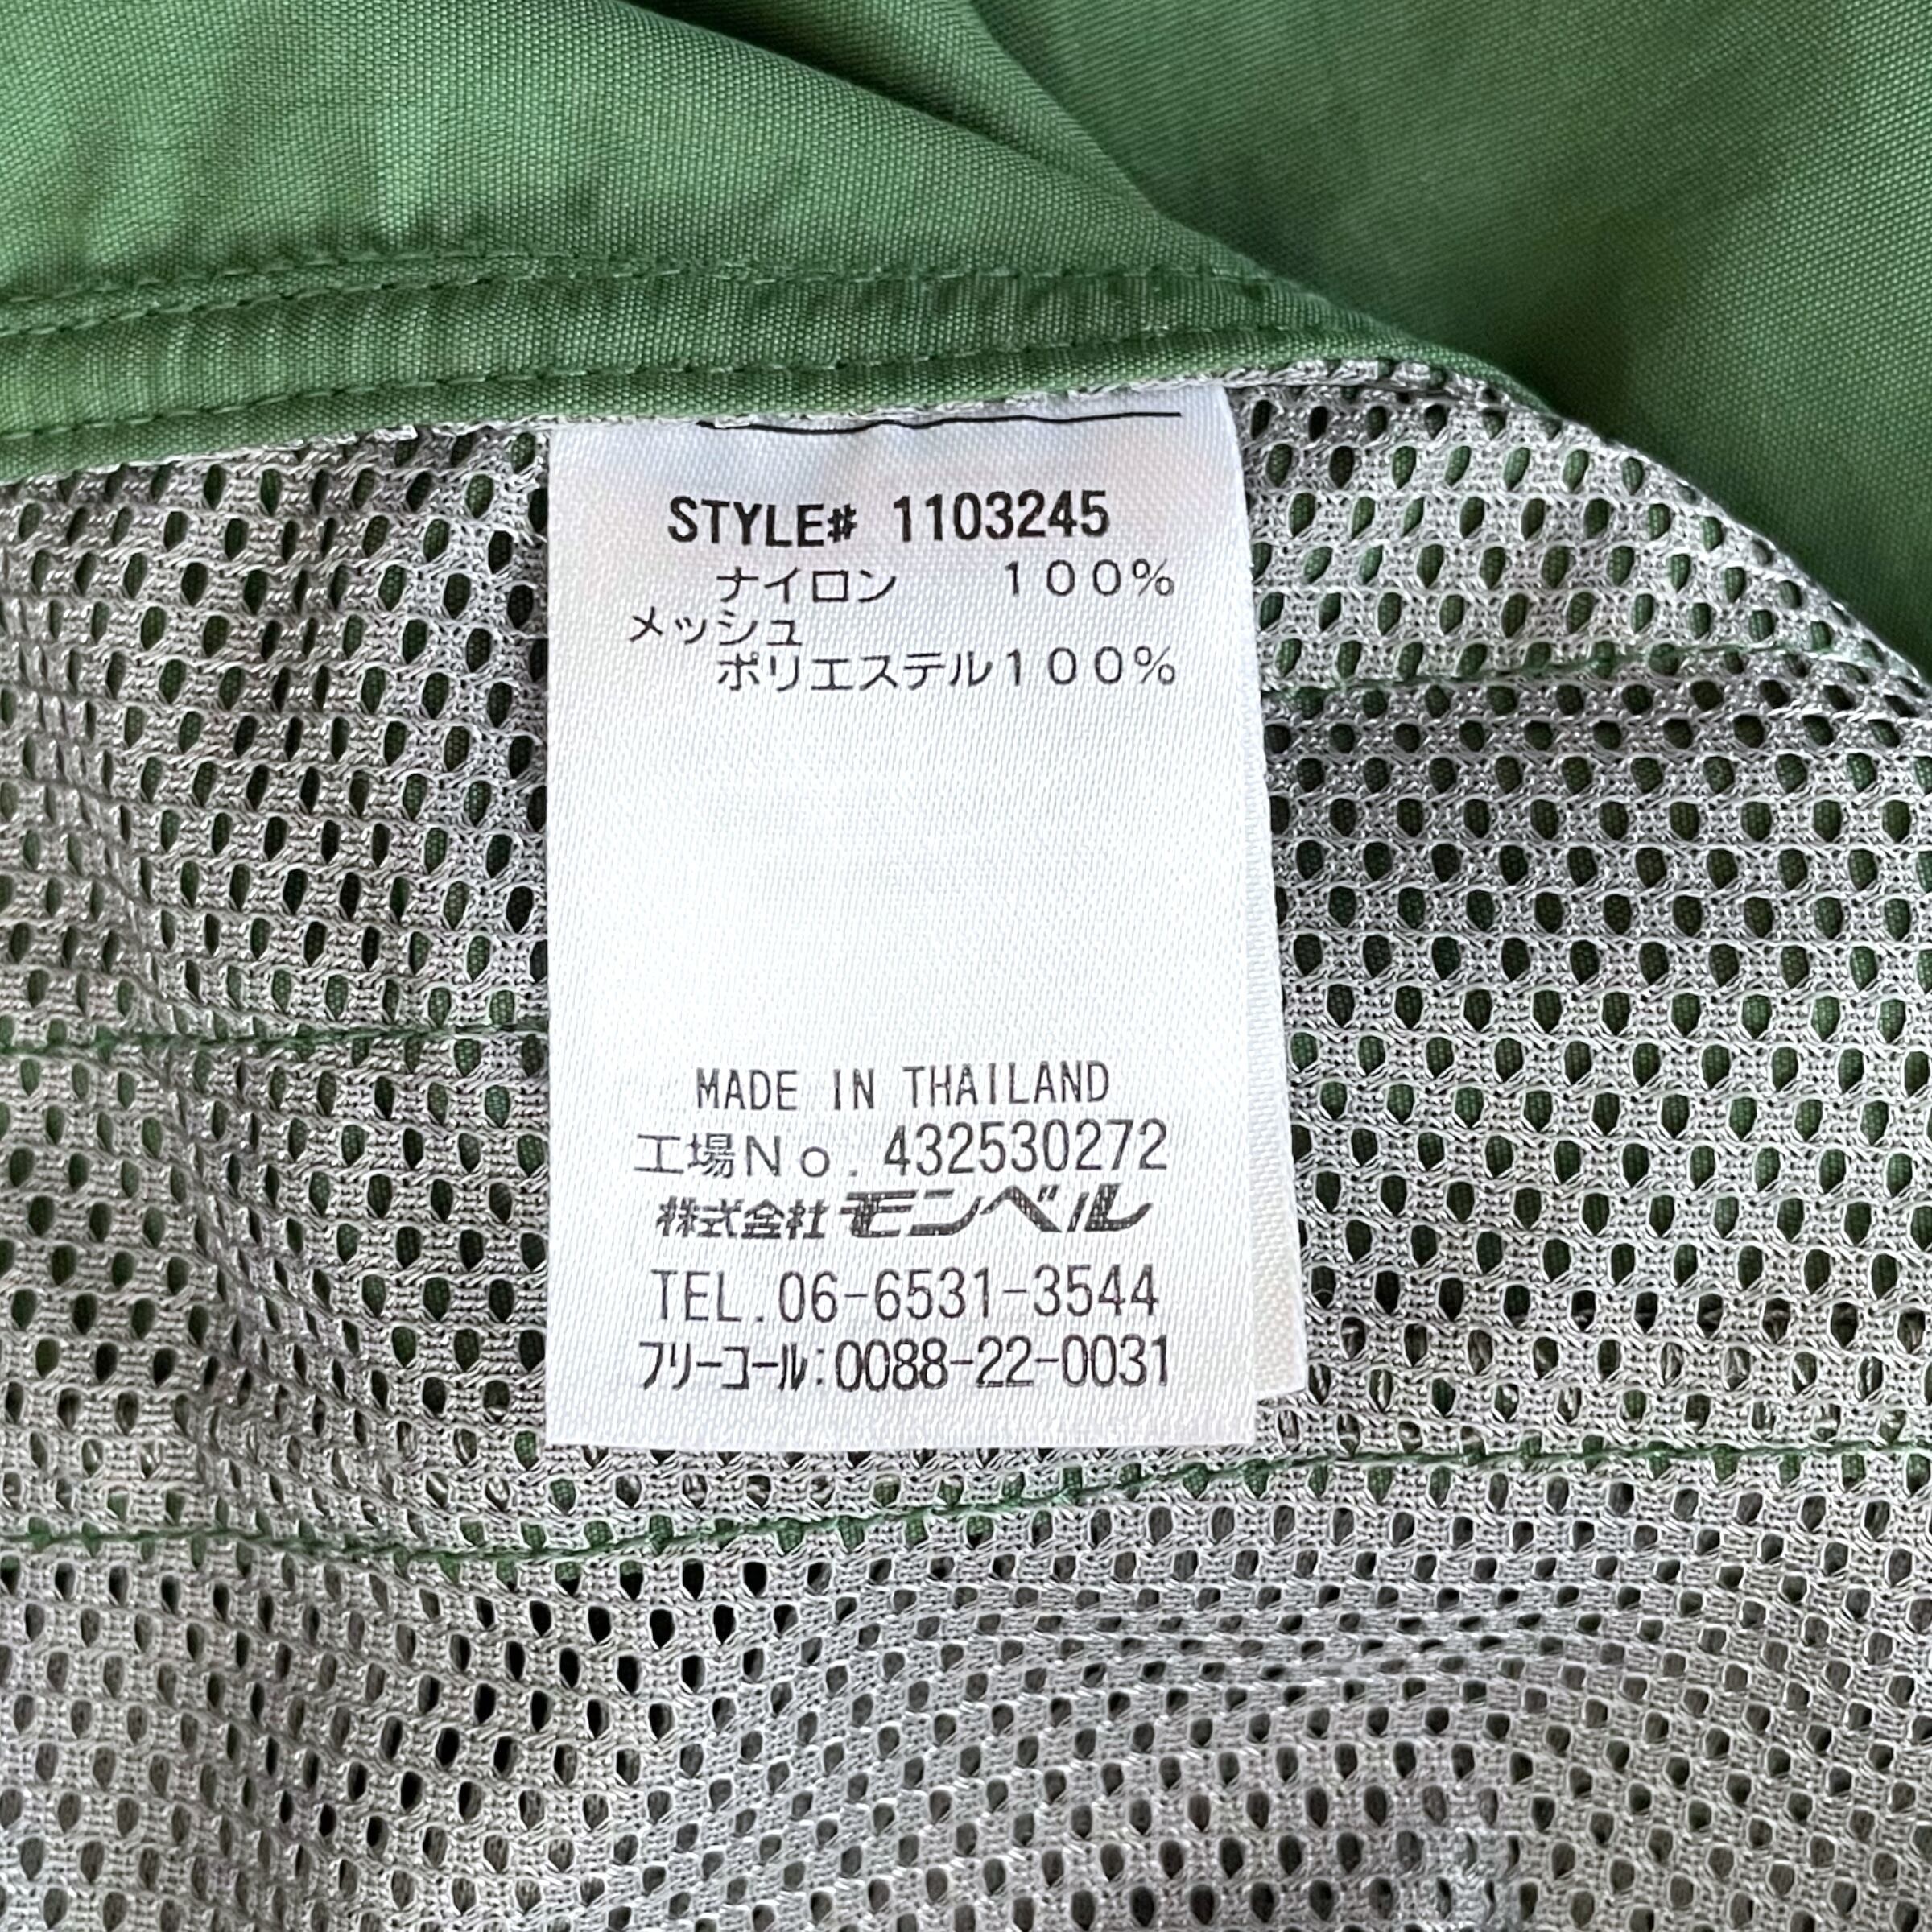 STYLE# 1103245
ナイロン 100%
メッシュ
ポリエステル100%
MADE IN THAILAND
工場No. 432530272
株式会社モンベル
TEL.06-6531-3544
フリーコール:0088-22-0031